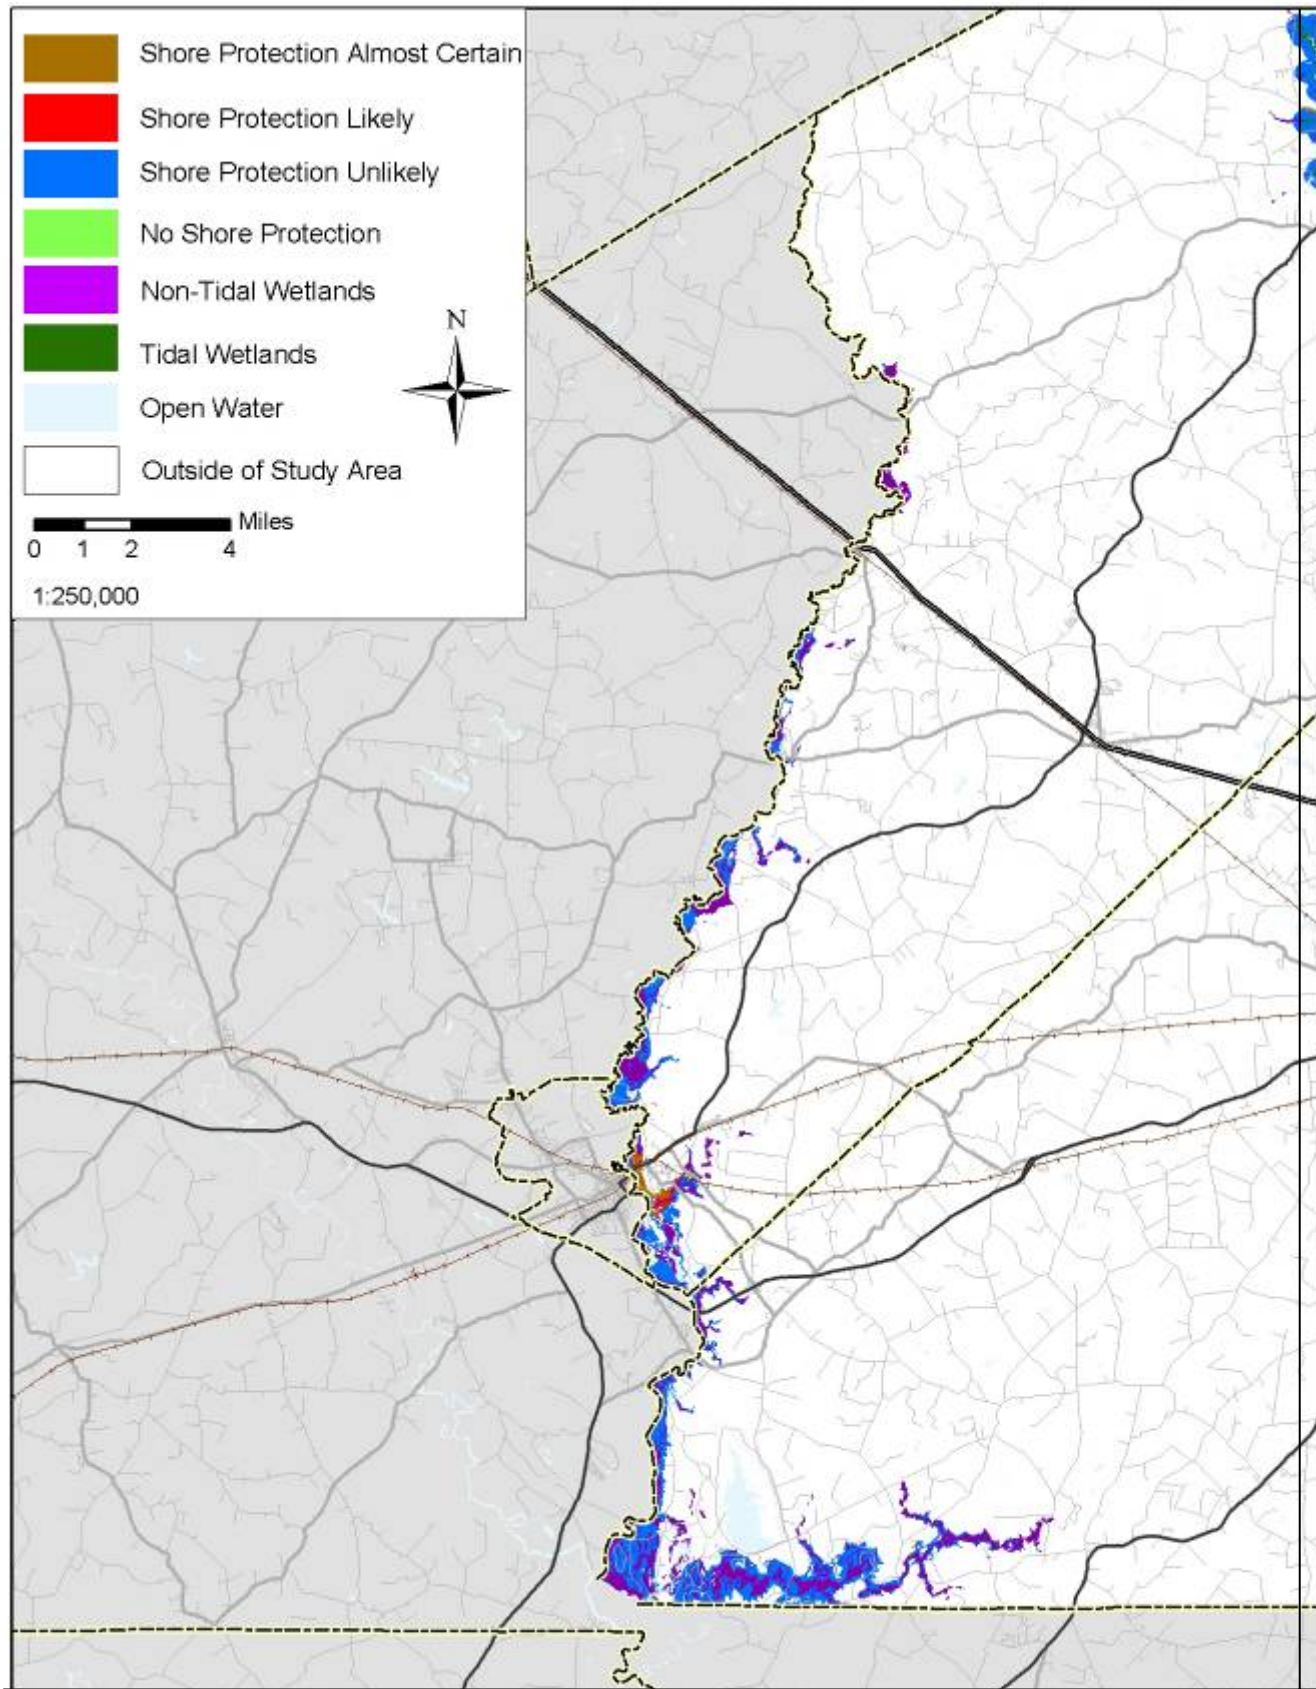 Shore Protection Almost Certain
Shore Protection Likely
Shore Protection Unlikely
No Shore Protection
Non-Tidal Wetlands
N
Tidal Wetlands
Open Water
Outside of Study Area
Miles
0 1 2 4
1:250,000